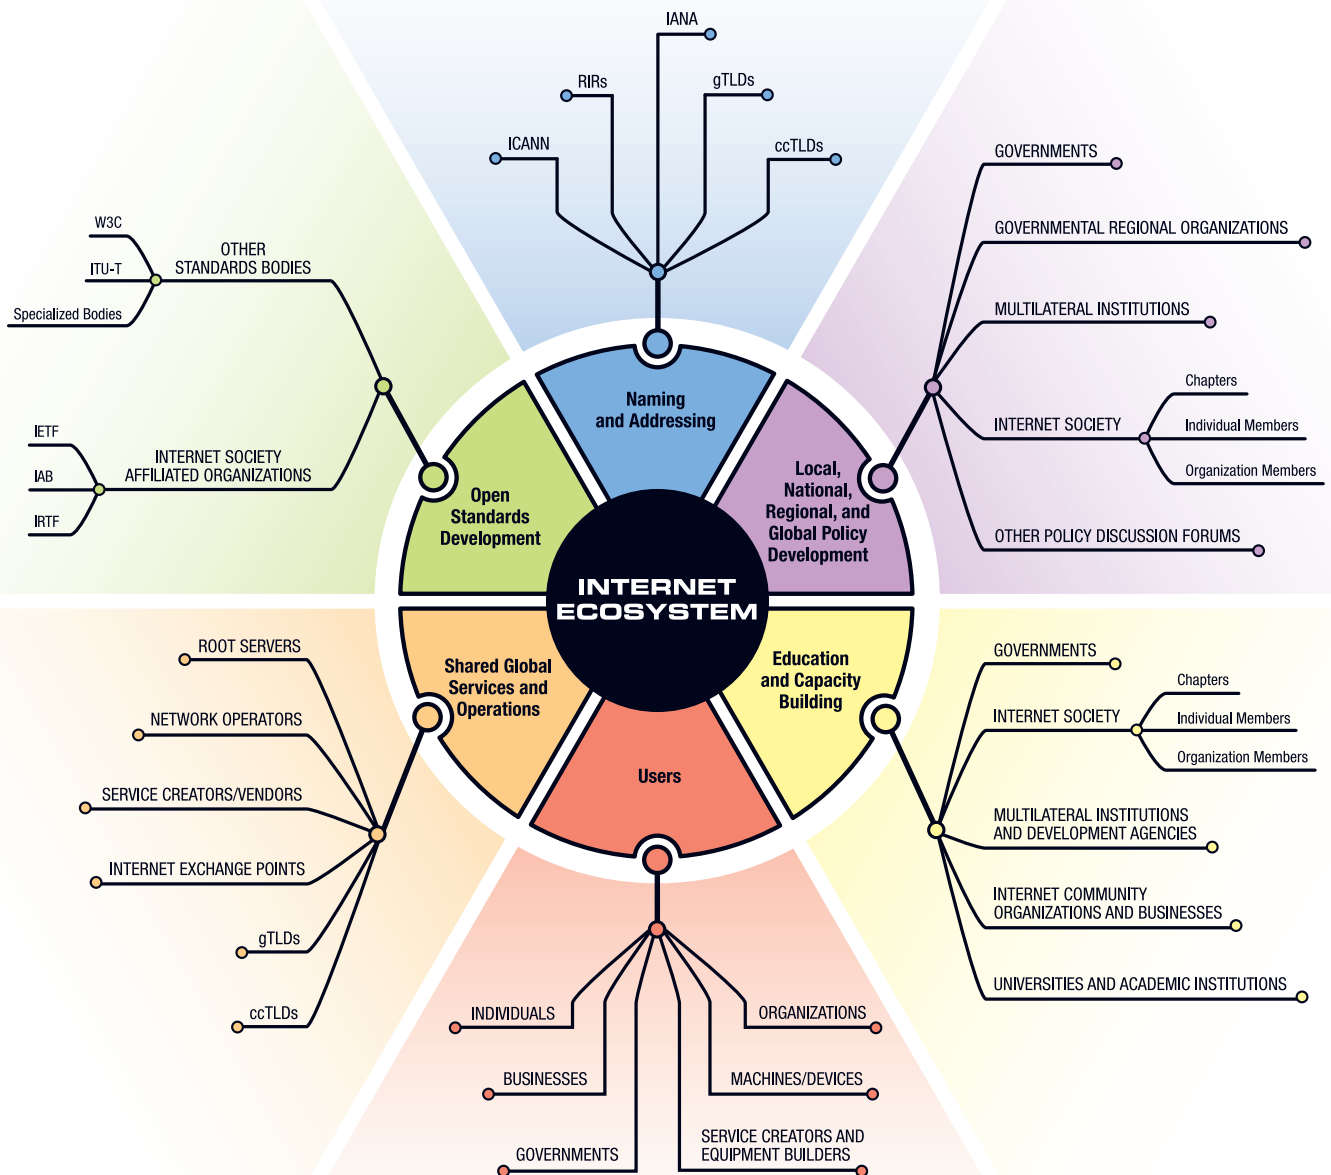 IANA
RIRs
gTLDs
ICANN
ccTLDs
GOVERNMENTS
GOVERNMENTAL REGIONAL ORGANIZATIONS
MULTILATERAL INSTITUTIONS
INTERNET SOCIETY
Chapters
Individual Members
Organization Members
OTHER POLICY DISCUSSION FORUMS
W3C
ITU-T
Specialized Bodies
OTHER
STANDARDS BODIES
IETF
IAB
IRTF
INTERNET SOCIETY
AFFILIATED ORGANIZATIONS
Naming
and Addressing
Local,
National,
Regional, and
Global Policy
Development
Open
Standards
Development
INTERNET
ECOSYSTEM
Shared Global
Services and
Operations
Education
and Capacity
Building
Users
ROOT SERVERS
NETWORK OPERATORS
SERVICE CREATORS/VENDORS
INTERNET EXCHANGE POINTS
gTLDs
ccTLDs
GOVERNMENTS
INTERNET SOCIETY
Chapters
Individual Members
Organization Members
MULTILATERAL INSTITUTIONS
AND DEVELOPMENT AGENCIES
INTERNET COMMUNITY
ORGANIZATIONS AND BUSINESSES
UNIVERSITIES AND ACADEMIC INSTITUTIONS
INDIVIDUALS
ORGANIZATIONS
BUSINESSES
MACHINES/DEVICES
GOVERNMENTS
SERVICE CREATORS AND
EQUIPMENT BUILDERS